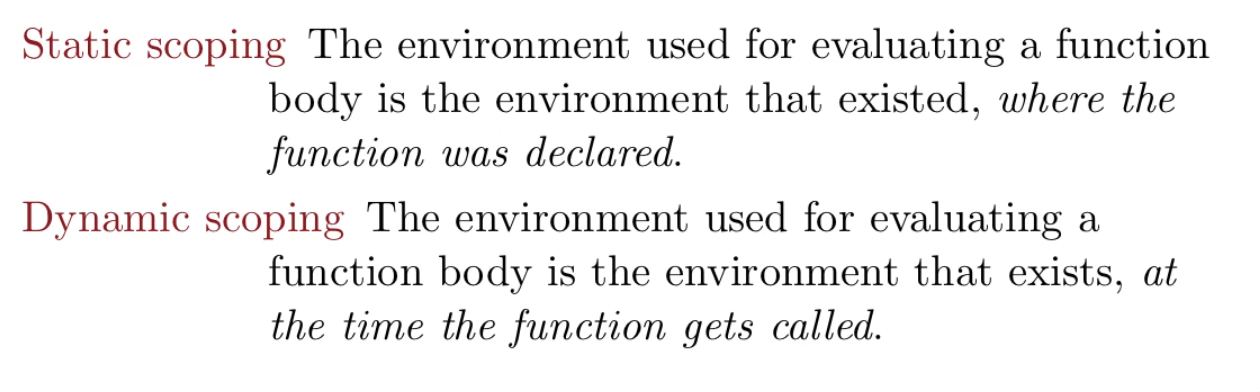 Static scoping The environment used for evaluating a function
body is the environment that existed, where the
function was declared.
Dynamic scoping The environment used for evaluating a
function body is the environment that exists, at
the time the function gets called.